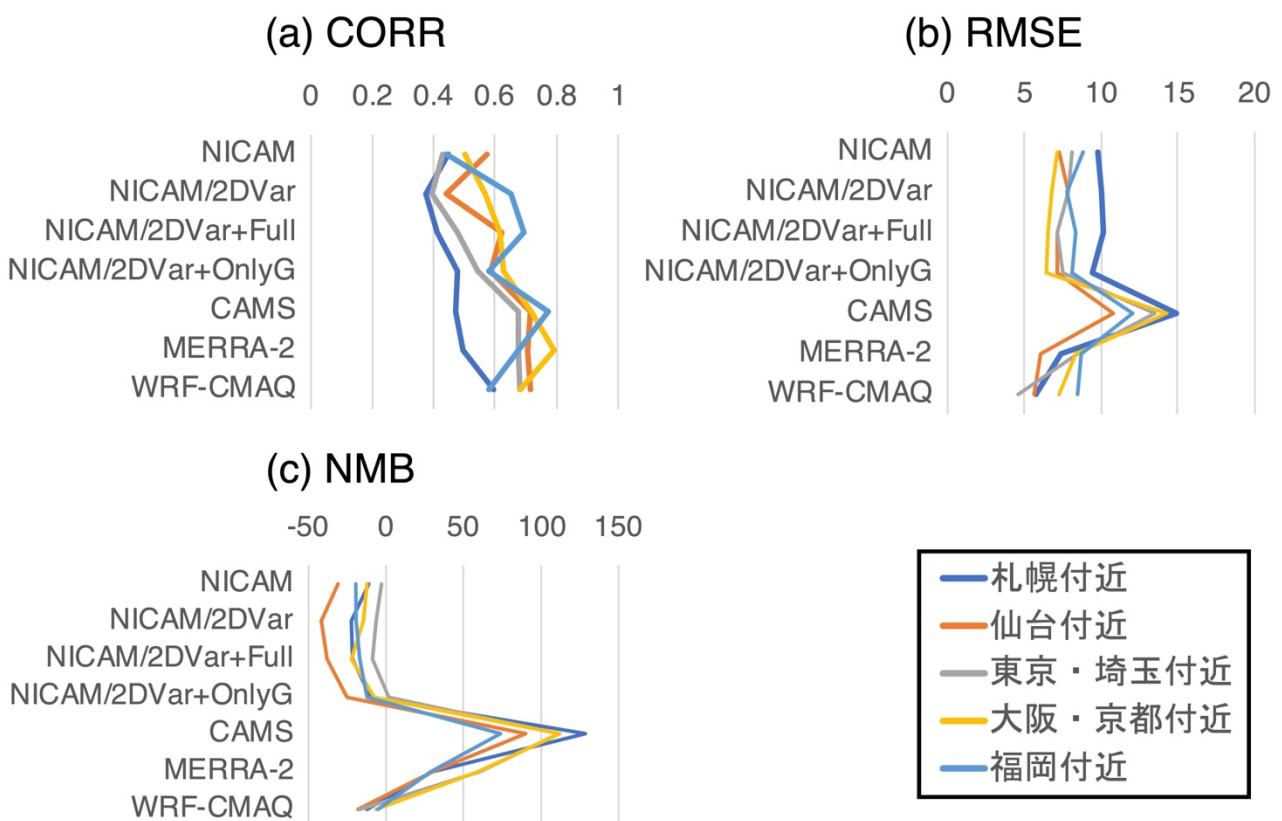 (a) CORR
0 0.2 0.4 0.6 0.8 1
NICAM
NICAM/2DVar
NICAM/2DVar+Full
NICAM/2DVar+OnlyG
CAMS
MERRA-2
WRF-CMAQ
(b) RMSE
0 5 10 15 20
NICAM
NICAM/2DVar
NICAM/2DVar+Full
NICAM/2DVar+OnlyG
CAMS
MERRA-2
WRF-CMAQ
(c) NMB
-50 0 50 100 150
NICAM
NICAM/2DVar
NICAM/2DVar+Full
NICAM/2DVar+OnlyG
CAMS
MERRA-2
WRF-CMAQ
札幌付近
仙台付近
東京・埼玉付近
大阪・京都付近
福岡付近